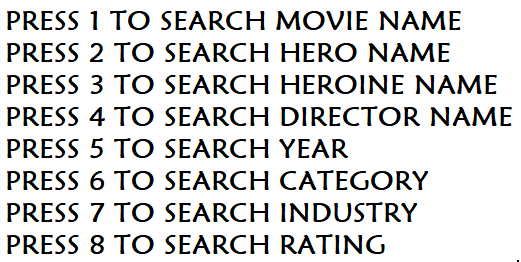 PRESS 1 TO SEARCH MOVIE NAME
PRESS 2 TO SEARCH HERO NAME
PRESS 3 TO SEARCH HEROINE NAME
PRESS 4 TO SEARCH DIRECTOR NAME
PRESS 5 TO SEARCH YEAR
PRESS 6 TO SEARCH CATEGORY
PRESS 7 TO SEARCH INDUSTRY
PRESS 8 TO SEARCH RATING